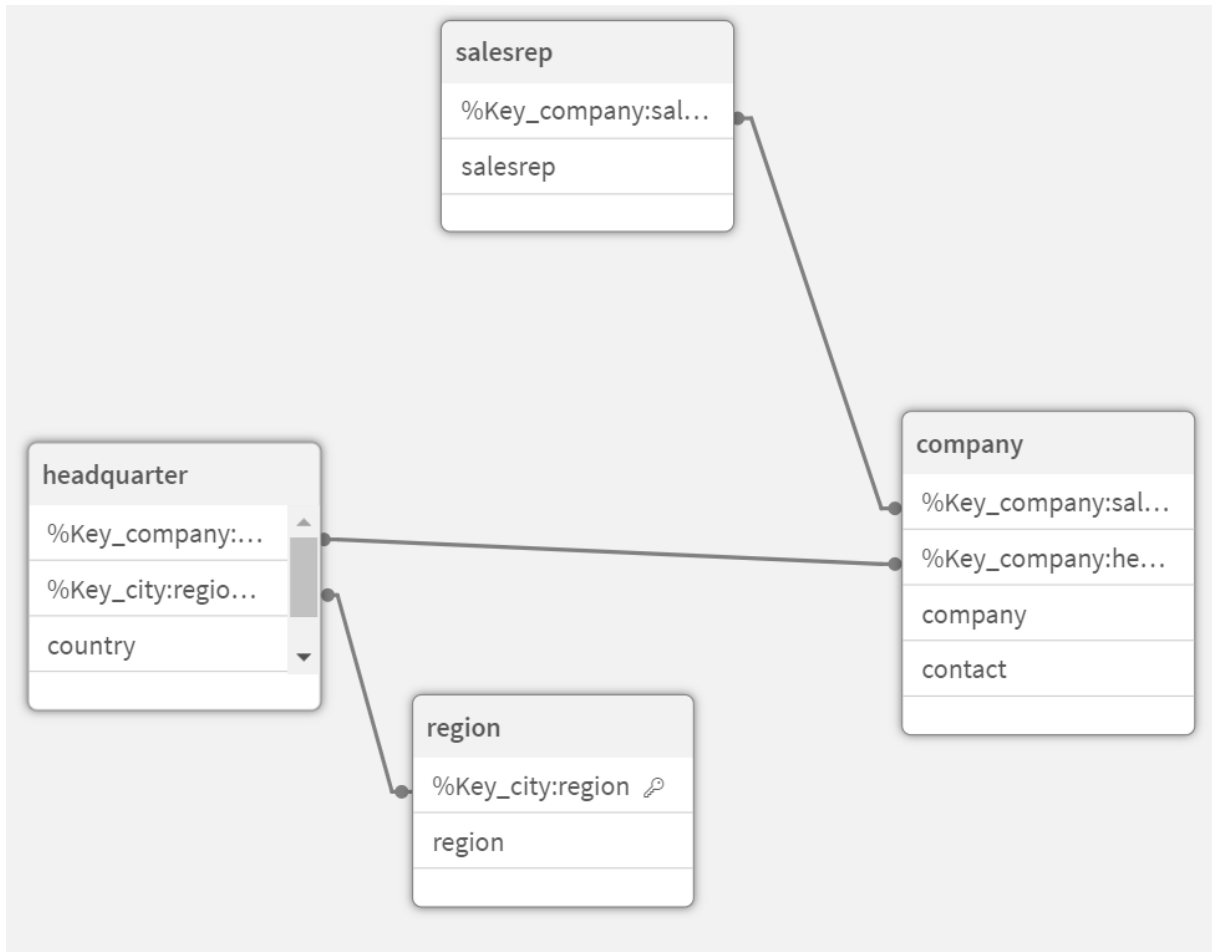 salesrep
%Key_company:sal...
salesrep
headquarter
%Key_company:...
%Key_city:regio...
country
company
%Key_company:sal...
%Key_company:he...
company
contact
region
%Key_city:region
region